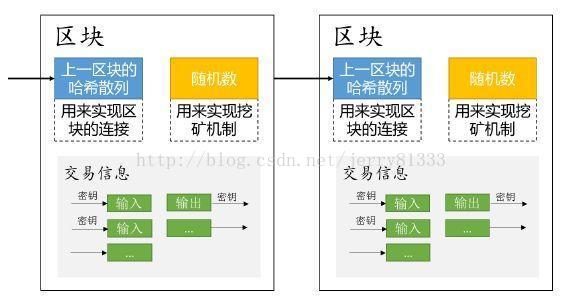 区块
上一区块的
哈希散列
随机数
用来实现区
块的连接
用来实现挖
矿机制
交易信息
密钥
输入
输出
密钥
密钥
输入
...
...
区块
上一区块的
哈希散列
随机数
用来实现区
块的连接
用来实现挖
矿机制
交易信息
密钥
输入
输出
密钥
密钥
输入
...
...
http://blog.csdn.net/jerry81333